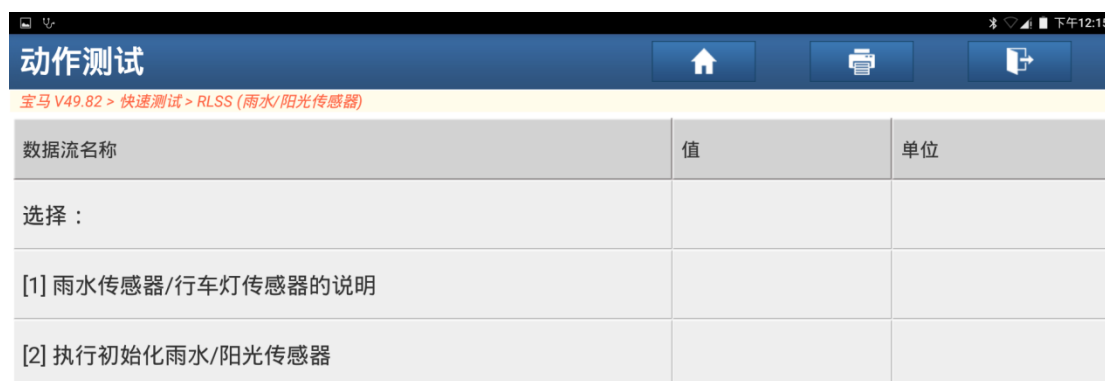 下午12:15
动作测试
宝马 V49.82 > 快速测试 > RLSS (雨水/阳光传感器)
数据流名称 值 单位
选择：
[1] 雨水传感器/行车灯传感器的说明
[2] 执行初始化雨水/阳光传感器